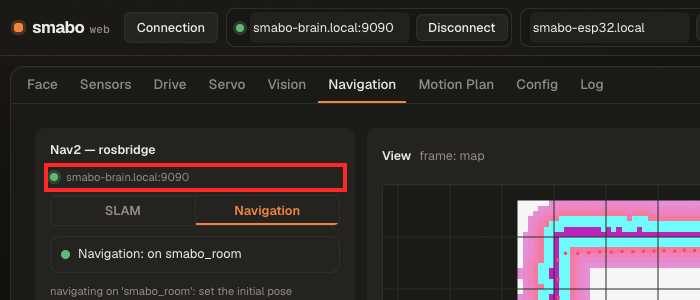 smabo web Connection smabo-brain.local:9090 Disconnect smabo-esp32.local
Face Sensors Drive Servo Vision Navigation Motion Plan Config Log
Nav2 — rosbridge
smabo-brain.local:9090
SLAM Navigation
Navigation: on smabo_room
navigating on 'smabo_room': set the initial pose
View frame: map